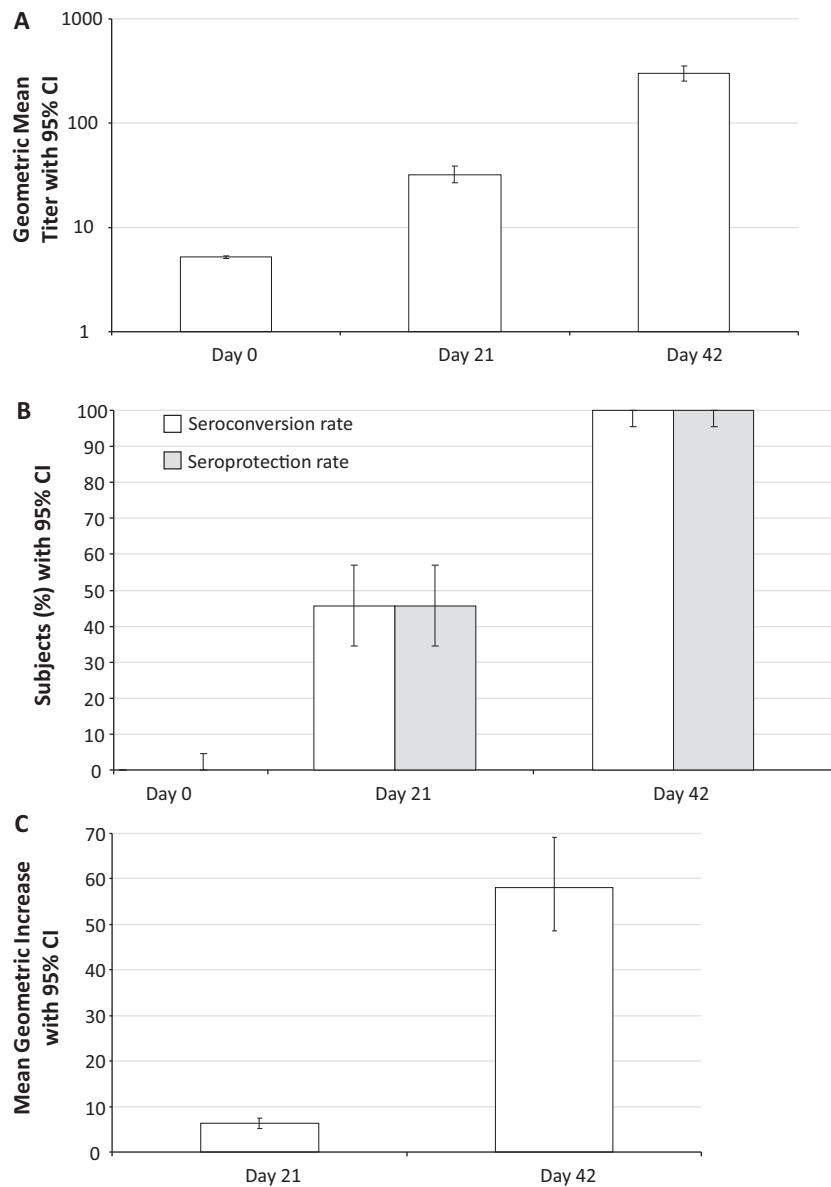 A
Geometric Mean
Titer with 95% CI
1000
100
10
1
Day 0
Day 21
Day 42
B
Subjects (%) with 95% CI
Seroconversion rate
Seroprotection rate
100
90
80
70
60
50
40
30
20
10
0
Day 0
Day 21
Day 42
C
Mean Geometric Increase
with 95% CI
70
60
50
40
30
20
10
0
Day 21
Day 42